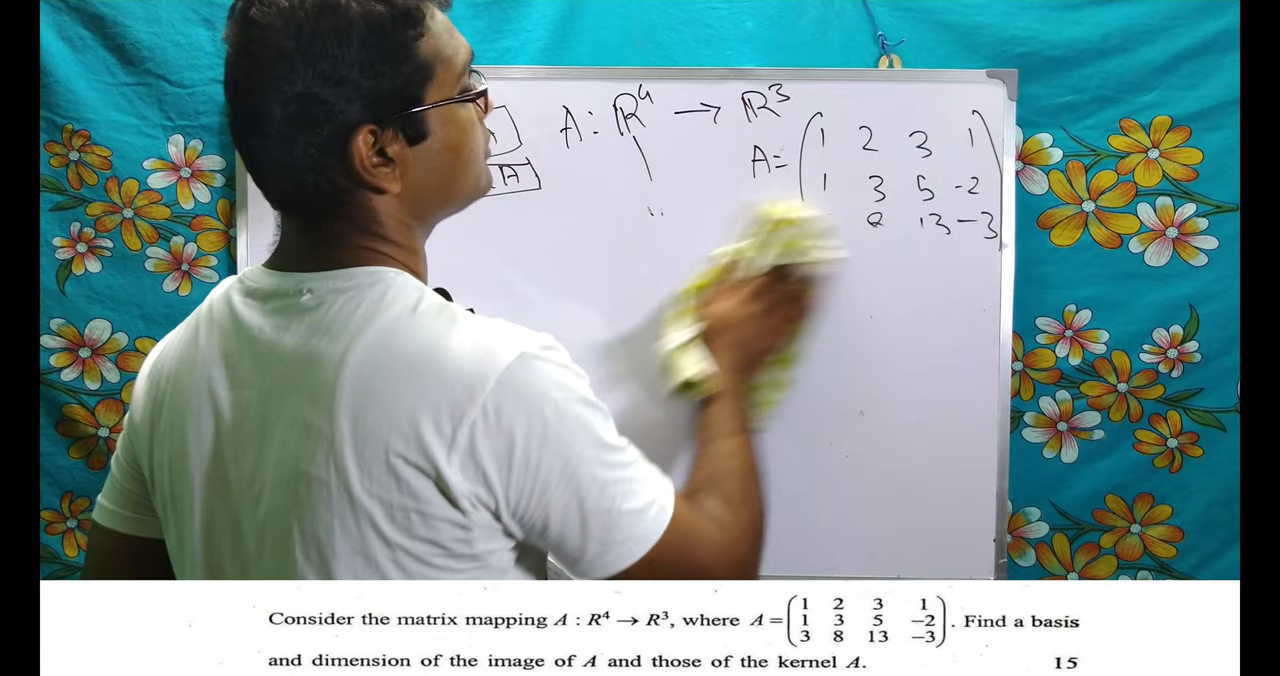 A: ℝ⁴ → ℝ³
A= 1 2 3 1
A] 1 3 5 -2
8 13 -3
Consider the matrix mapping A : R⁴ → R³, where A = (1 2 3 1
1 3 5 −2
3 8 13 −3). Find a basis
and dimension of the image of A and those of the kernel A. 15